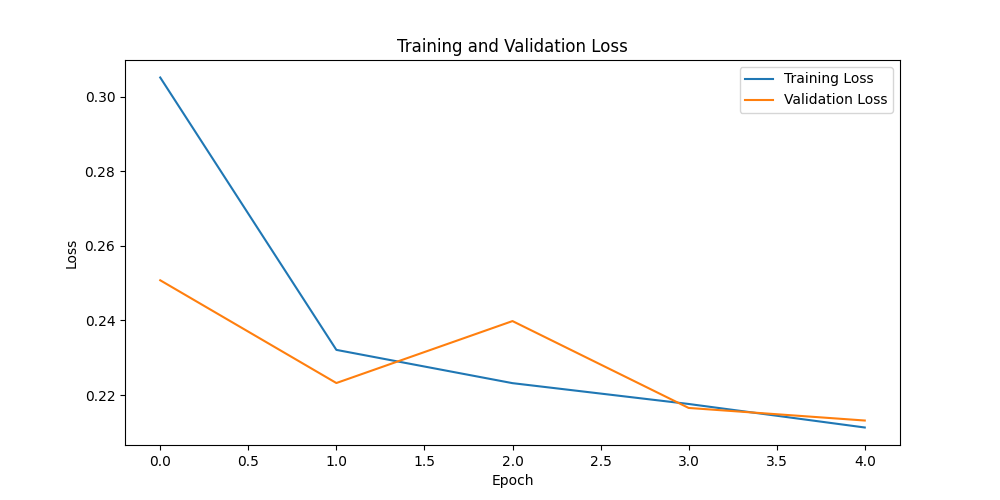 Training and Validation Loss
Training Loss
Validation Loss
0.30
0.28
0.26
0.24
0.22
Loss
0.0 0.5 1.0 1.5 2.0 2.5 3.0 3.5 4.0
Epoch